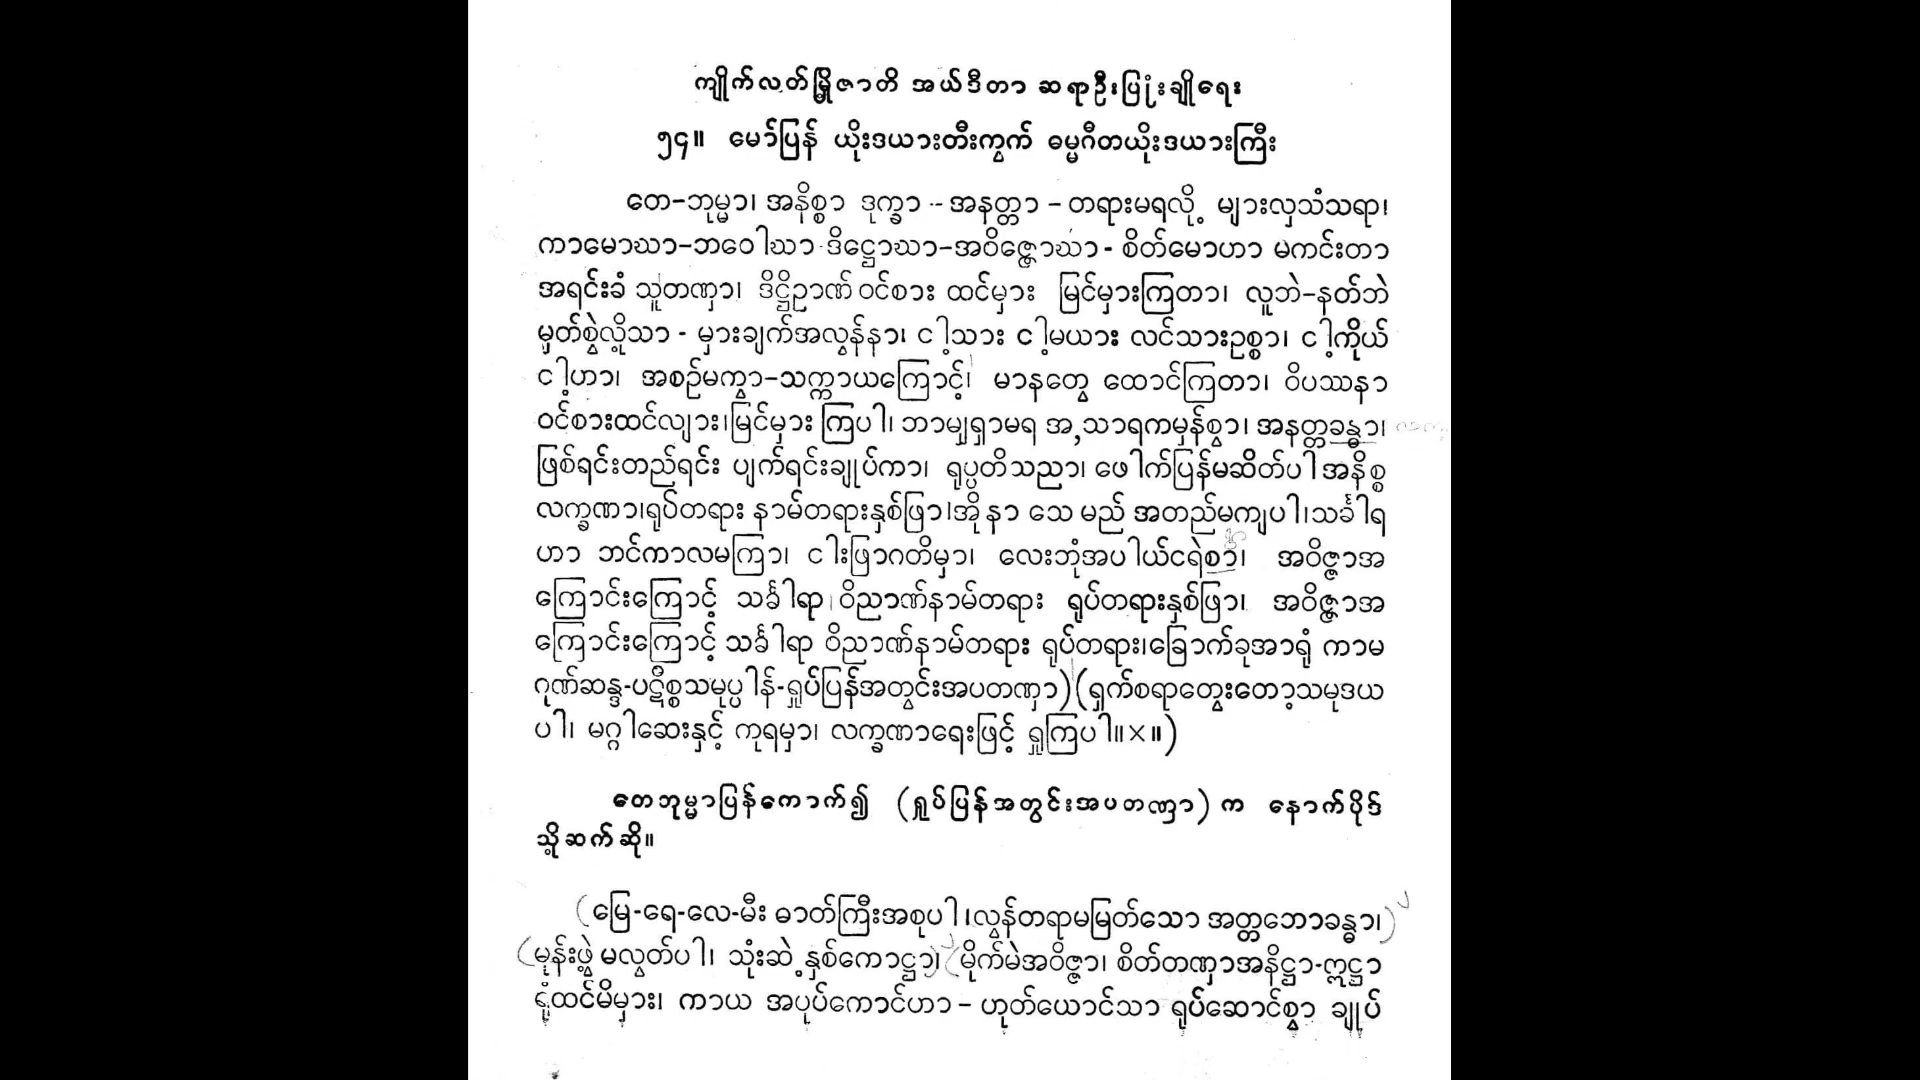 ကျိုက်လတ်မြို့ဇာတိ အယ်ဒီတာ ဆရာဦးပြုံးချိုရေး
၅၄။ မော်ပြန် ယိုးဒယားတီးကွက် ဓမ္မဂီတယိုးဒယားကြီး
တေ–ဘုမ္မာ၊ အနိစ္စာ ဒုက္ခာ - အနတ္တာ – တရားမရလို့ များလှသံသရာ၊
ကာမောဃာ–ဘဝေါဃာ-ဒိဋ္ဌောဃာ–အဝိဇ္ဇောဃာ - စိတ်မောဟာ မကင်းတာ
အရင်းခံ သူတဏှာ၊ ဒိဋ္ဌိဉာဏ် ဝင်စား ထင်မှား မြင်မှားကြတာ၊ လူဘဲ–နတ်ဘဲ
မှတ်စွဲလို့သာ - မှားချက်အလွန်နာ၊ ငါ့သား ငါ့မယား လင်သားဥစ္စာ၊ ငါ့ကိုယ်
ငါ့ဟာ၊ အစဉ်မကွာ–သက္ကာယကြောင့်၊ မာနတွေ ထောင်ကြတာ၊ ဝိပဿနာ
ဝင်စားထင်လျား၊မြင်မှား ကြပါ၊ ဘာမျှရှာမရ အ,သာရကမှန်စွာ၊ အနတ္တခန္ဓာ၊
ဖြစ်ရင်းတည်ရင်း ပျက်ရင်းချုပ်ကာ၊ ရုပ္ပတိသညာ၊ ဖေါက်ပြန်မဆိတ်ပါ အနိစ္စ
လက္ခဏာ၊ရုပ်တရား နာမ်တရားနှစ်ဖြာ၊အို နာ သေ မည် အတည်မကျပါ၊သင်္ခါရ
ဟာ ဘင်ကာလမကြာ၊ ငါးဖြာဂတိမှာ၊ လေးဘုံအပါယ်ငရဲစာ၊ အဝိဇ္ဇာအ
ကြောင်းကြောင့် သင်္ခါရာ၊ ဝိညာဏ်နာမ်တရား ရုပ်တရားနှစ်ဖြာ၊ အဝိဇ္ဇာအ
ကြောင်းကြောင့် သင်္ခါရာ ဝိညာဏ်နာမ်တရား ရုပ်တရား၊ခြောက်ခုအာရုံ ကာမ
ဂုဏ်ဆန္ဒ-ပဋိစ္စသမုပ္ပါန်-ရှုပ်ပြန်အတွင်းအပတဏှာ)(ရှက်စရာတွေးတော့သမုဒယ
ပါ၊ မဂ္ဂါဆေးနှင့် ကုရမှာ၊ လက္ခဏာရေးဖြင့် ရှုကြပါ။×။)
တေဘုမ္မာပြန်ကောက်၍ (ရှုပ်ပြန်အတွင်းအပတဏှာ) က နောက်ပိုဒ်
သို့ဆက်ဆို။
(မြေ-ရေ-လေ-မီး ဓာတ်ကြီးအစုပါ ၊လွန်တရာမမြတ်သော အတ္တဘောခန္ဓာ၊)
(မုန်းဖွဲ့ မလွတ်ပါ၊ သုံးဆဲ့နှစ်ကောဋ္ဌာ)၊ (မိုက်မဲအဝိဇ္ဇာ၊ စိတ်တဏှာအနိဋ္ဌာ-ဣဋ္ဌာ
ရုံထင်မိမှား၊ ကာယ အပုပ်ကောင်ဟာ – ဟုတ်ယောင်သာ ရုပ်ဆောင်စွာ ချုပ်